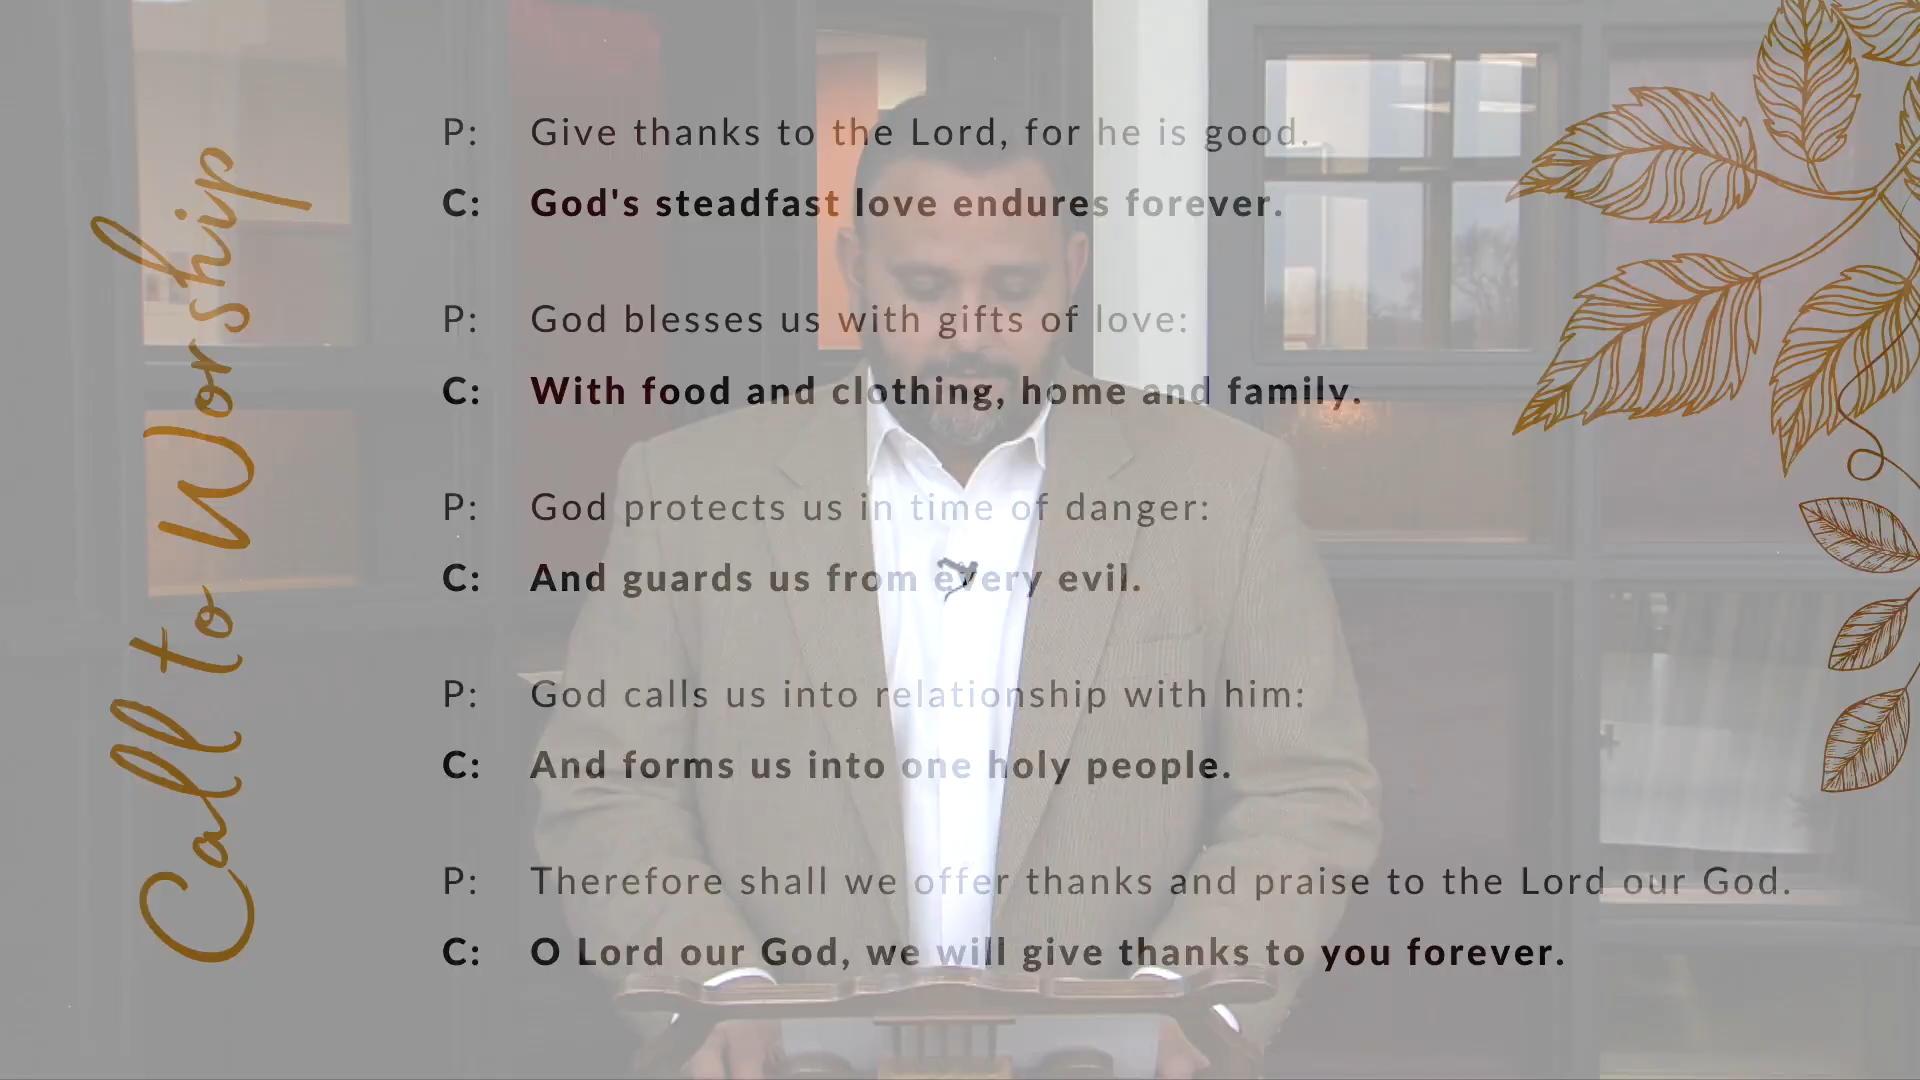 Call to Worship
P: Give thanks to the Lord, for he is good.
C: God's steadfast love endures forever.
P: God blesses us with gifts of love:
C: With food and clothing, home and family.
P: God protects us in time of danger:
C: And guards us from every evil.
P: God calls us into relationship with him:
C: And forms us into one holy people.
P: Therefore shall we offer thanks and praise to the Lord our God.
C: O Lord our God, we will give thanks to you forever.